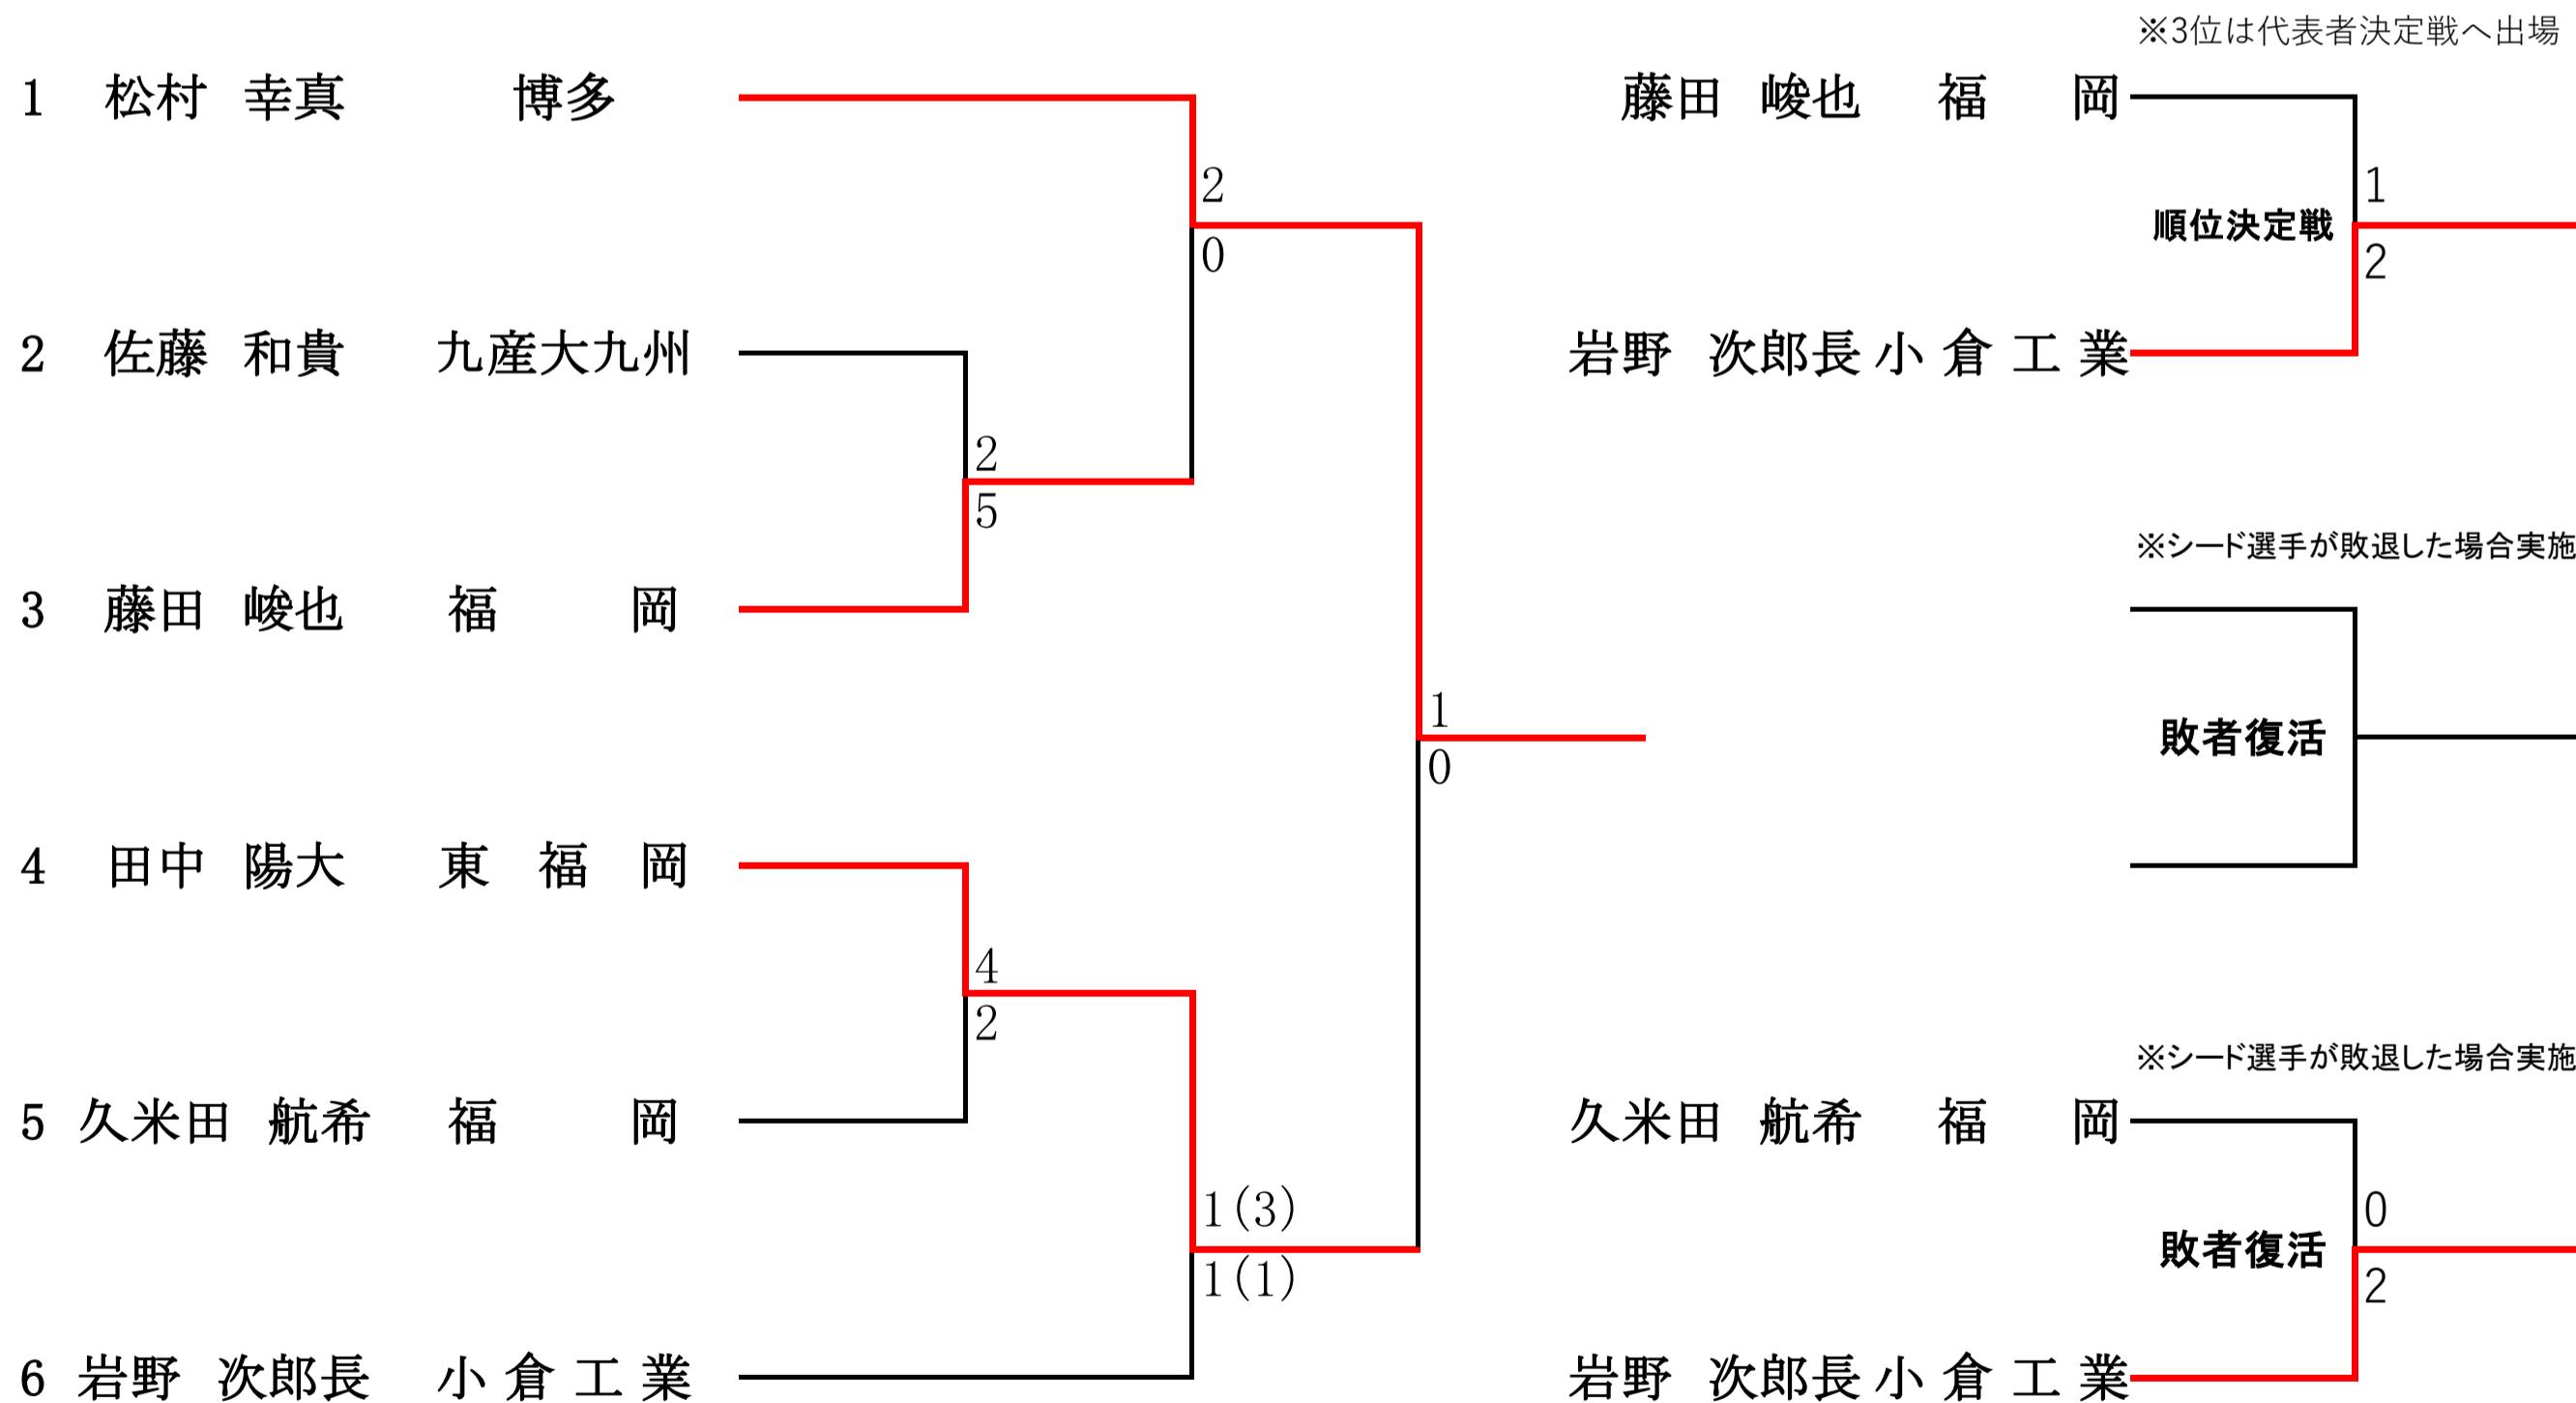 ※3位は代表者決定戦へ出場
1 松村 幸真 博多
2
0
藤田 峻也 福 岡
1
順位決定戦
2
2 佐藤 和貴 九産大九州
岩野 次郎長 小倉工業
2
5
※シード選手が敗退した場合実施
3 藤田 峻也 福 岡
1
0
敗者復活
4 田中 陽大 東 福 岡
4
2
※シード選手が敗退した場合実施
5 久米田 航希 福 岡
久米田 航希 福 岡
1(3)
1(1)
0
敗者復活
2
6 岩野 次郎長 小倉工業
岩野 次郎長 小倉工業